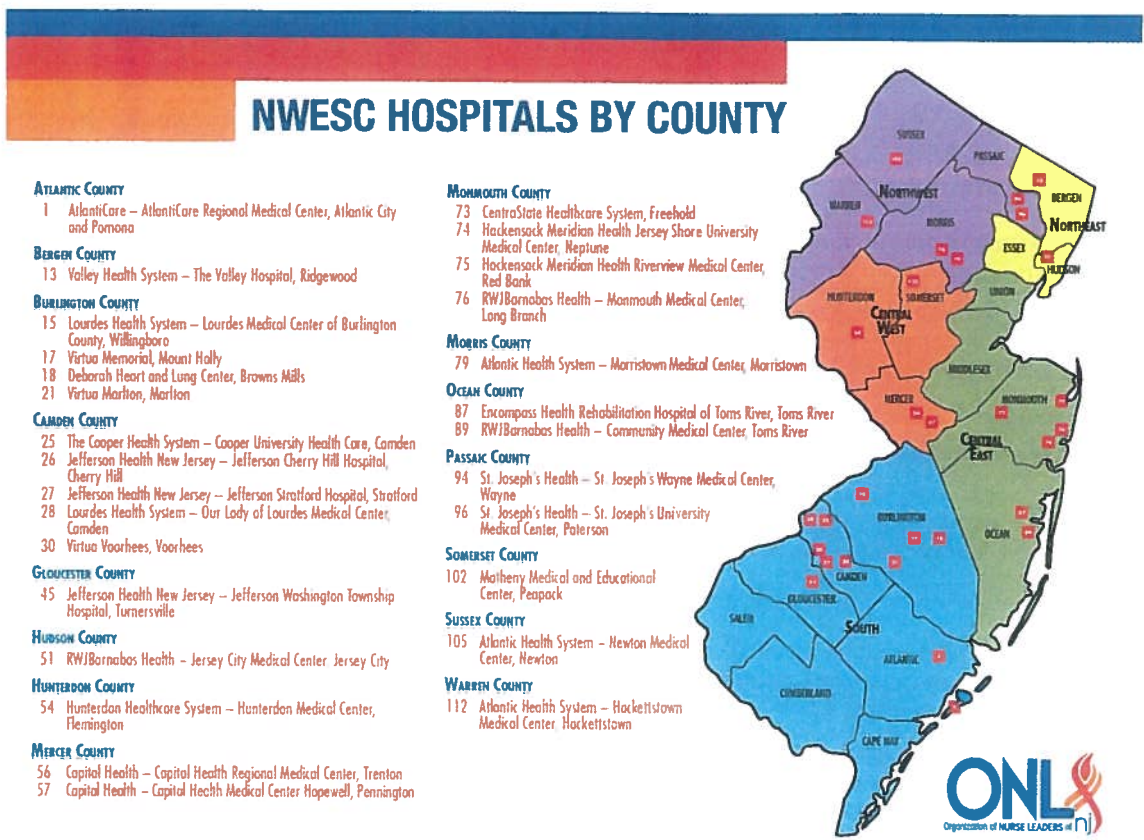 NWESC HOSPITALS BY COUNTY
ATLANTIC COUNTY
1 AtlantiCare – AtlantiCare Regional Medical Center, Atlantic City
and Pomona
BERGEN COUNTY
13 Valley Health System – The Valley Hospital, Ridgewood
BURLINGTON COUNTY
15 Lourdes Health System – Lourdes Medical Center of Burlington
County, Willingboro
17 Virtua Memorial, Mount Holly
18 Deborah Heart and Lung Center, Browns Mills
21 Virtua Marlton, Marlton
CAMDEN COUNTY
25 The Cooper Health System – Cooper University Health Care, Camden
26 Jefferson Health New Jersey – Jefferson Cherry Hill Hospital,
Cherry Hill
27 Jefferson Health New Jersey – Jefferson Stratford Hospital, Stratford
28 Lourdes Health System – Our Lady of Lourdes Medical Center,
Camden
30 Virtua Voorhees, Voorhees
GLOUCESTER COUNTY
45 Jefferson Health New Jersey – Jefferson Washington Township
Hospital, Turnersville
HUDSON COUNTY
51 RWJBarnabas Health – Jersey City Medical Center Jersey City
HUNTERDON COUNTY
54 Hunterdon Healthcare System – Hunterdon Medical Center,
Flemington
MERCER COUNTY
56 Capital Health – Capital Health Regional Medical Center, Trenton
57 Capital Health – Capital Health Medical Center Hopewell, Pennington
MONMOUTH COUNTY
73 CentraState Healthcare System, Freehold
74 Hackensack Meridian Health Jersey Shore University
Medical Center, Neptune
75 Hackensack Meridian Health Riverview Medical Center,
Red Bank
76 RWJBarnabas Health – Monmouth Medical Center,
Long Branch
MORRIS COUNTY
79 Atlantic Health System – Morristown Medical Center, Morristown
OCEAN COUNTY
87 Encompass Health Rehabilitation Hospital of Toms River, Toms River
89 RWJBarnabas Health – Community Medical Center, Toms River
PASSAIC COUNTY
94 St. Joseph's Health – St Joseph's Wayne Medical Center,
Wayne
96 St. Joseph's Health – St. Joseph's University
Medical Center, Paterson
SOMERSET COUNTY
102 Matheny Medical and Educational
Center, Peapack
SUSSEX COUNTY
105 Atlantic Health System – Newton Medical
Center, Newton
WARREN COUNTY
112 Atlantic Health System – Hackettstown
Medical Center, Hackettstown
SUSSEX
PASSAIC
BERGEN
NORTHWEST
WARREN
MORRIS
NORTHEAST
ESSEX
HUDSON
UNION
HUNTERDON
SOMERSET
CENTRAL
WEST
MIDDLESEX
MERCER
MONMOUTH
CENTRAL
EAST
BURLINGTON
OCEAN
CAMDEN
GLOUCESTER
SALEM
SOUTH
ATLANTIC
CUMBERLAND
CAPE MAY
ONL
Organization of NURSE LEADERS of nj